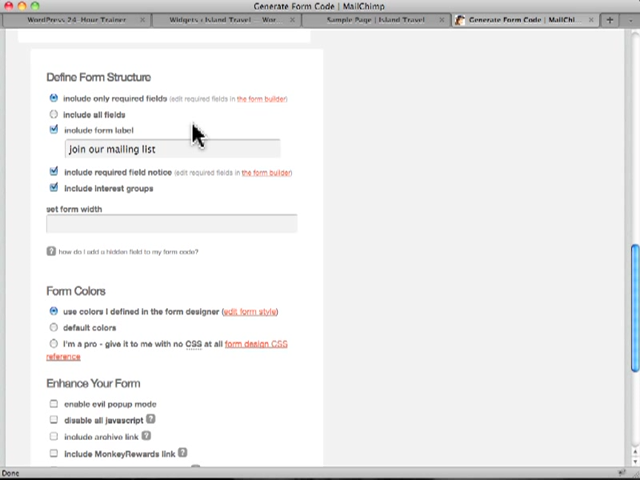 Generate Form Code | MailChimp
WordPress 24-Hour Trainer
Widgets ‹ Island Travel — Wor...
Sample Page | Island Travel
Generate Form Code | MailChi...
Define Form Structure
include only required fields (edit required fields in the form builder)
include all fields
include form label
Join our mailing list
include required field notice (edit required fields in the form builder)
include interest groups
set form width
? how do I add a hidden field to my form code?
Form Colors
use colors I defined in the form designer (edit form style)
default colors
I'm a pro - give it to me with no CSS at all form design CSS
reference
Enhance Your Form
enable evil popup mode
disable all javascript ?
include archive link ?
include MonkeyRewards link ?
Done